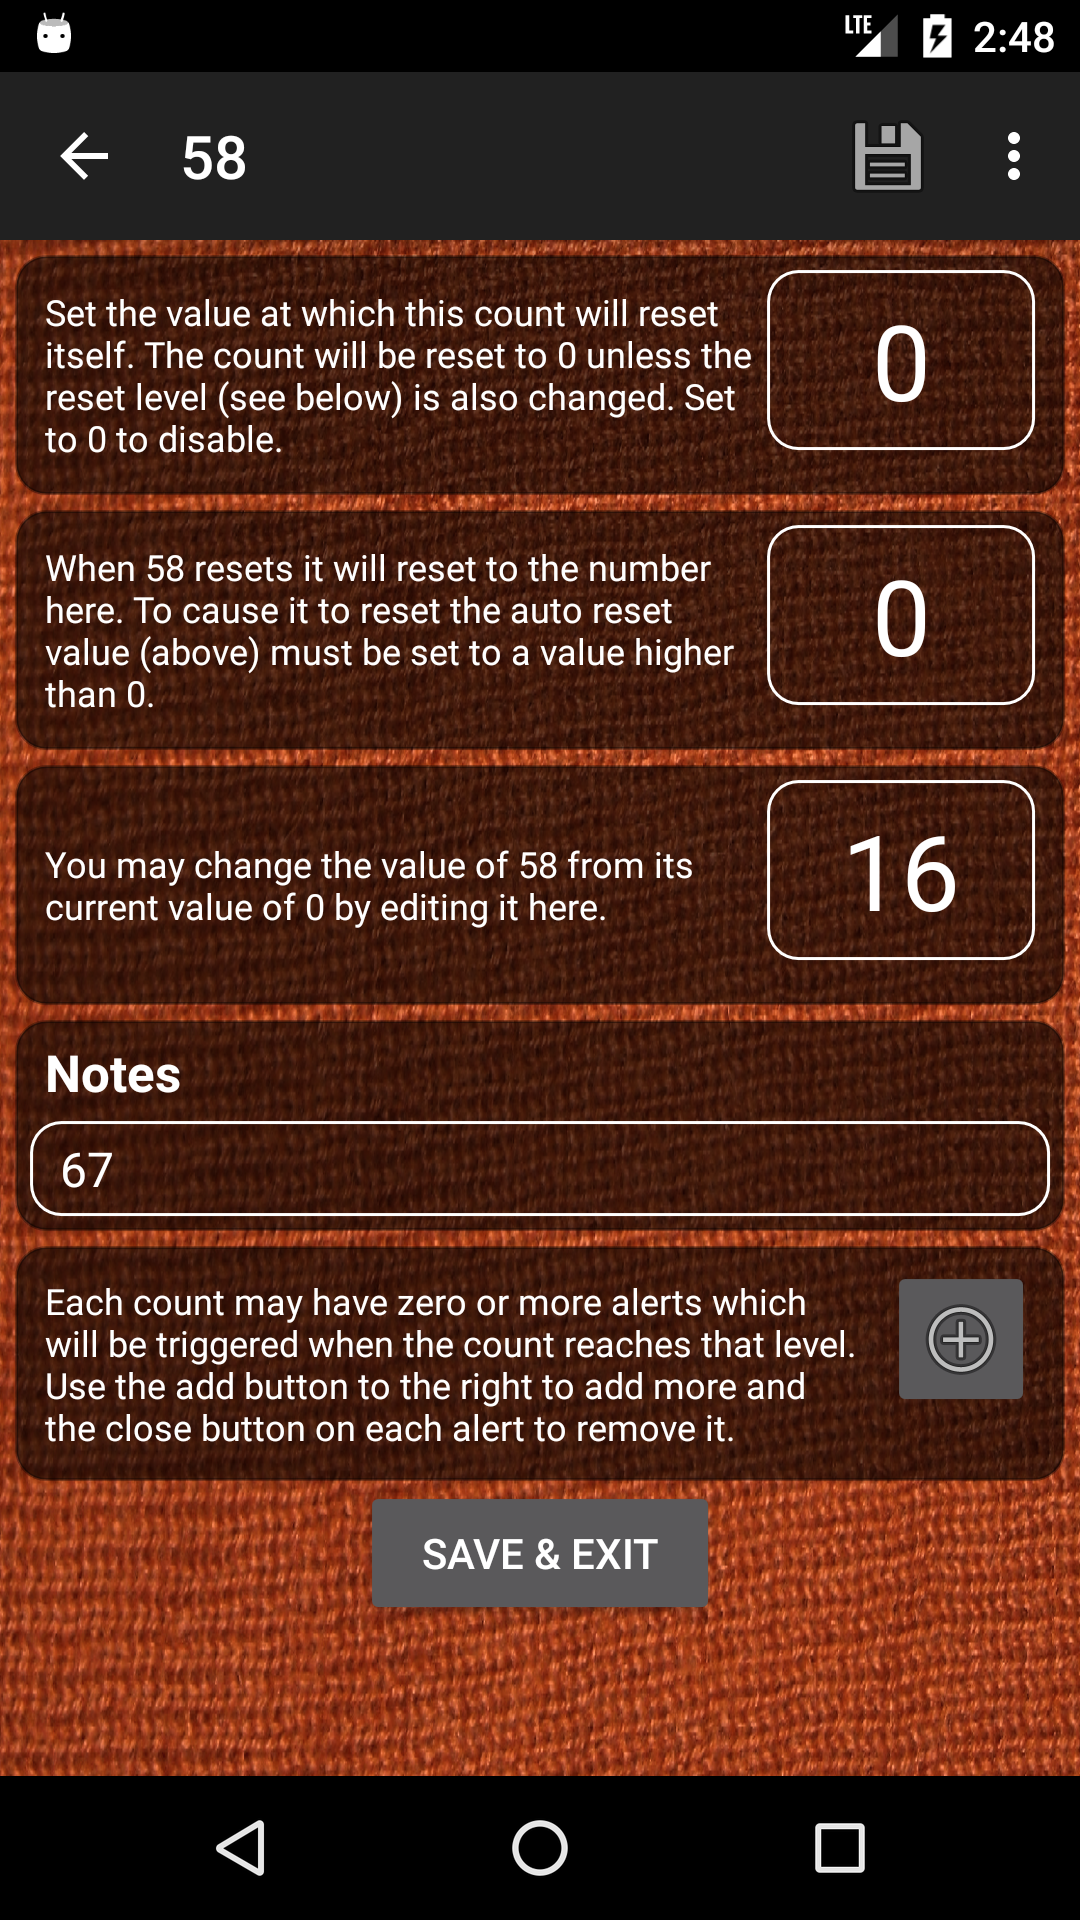 LTE 2:48
58
Set the value at which this count will reset
itself. The count will be reset to 0 unless the
reset level (see below) is also changed. Set
to 0 to disable.
0
When 58 resets it will reset to the number
here. To cause it to reset the auto reset
value (above) must be set to a value higher
than 0.
0
You may change the value of 58 from its
current value of 0 by editing it here.
16
Notes
67
Each count may have zero or more alerts which
will be triggered when the count reaches that level.
Use the add button to the right to add more and
the close button on each alert to remove it.
SAVE & EXIT